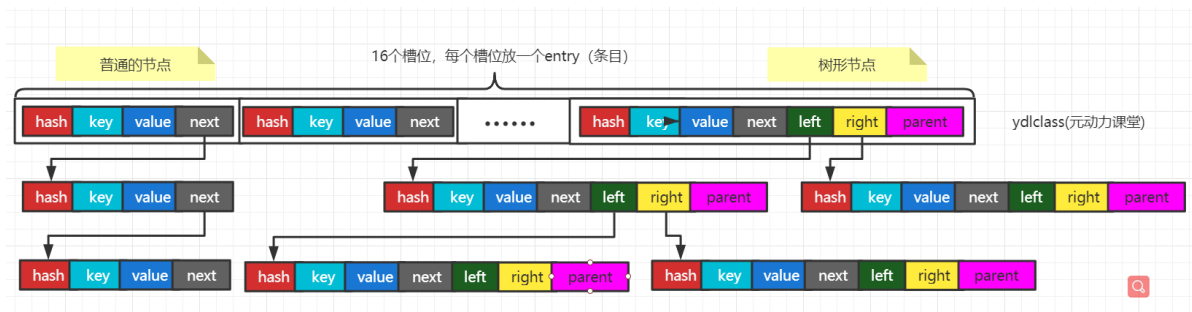 普通的节点
16个槽位，每个槽位放一个entry（条目）
树形节点
hash key value next hash key value next ...... hash key value next left right parent
ydlclass(元动力课堂)
hash key value next hash key value next left right parent hash key value next left right parent
hash key value next hash key value next left right parent hash key value next left right parent